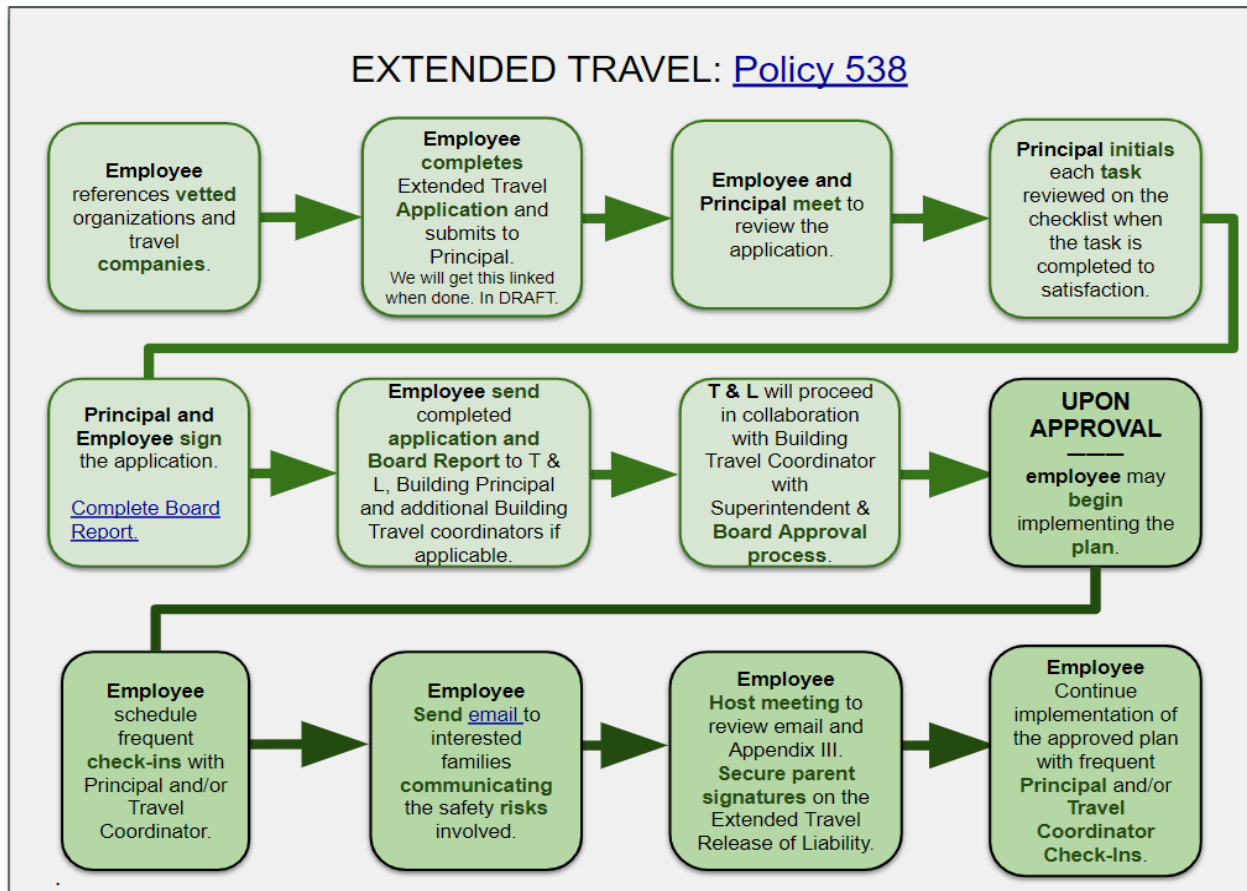 EXTENDED TRAVEL: Policy 538
Employee
references vetted
organizations and
travel
companies.
Employee
completes
Extended Travel
Application and
submits to
Principal.
We will get this linked
when done. In DRAFT.
Employee and
Principal meet to
review the
application.
Principal initials
each task
reviewed on the
checklist when
the task is
completed to
satisfaction.
Principal and
Employee sign
the application.
Complete Board
Report.
Employee send
completed
application and
Board Report to T &
L, Building Principal
and additional Building
Travel coordinators if
applicable.
T & L will proceed
in collaboration
with Building
Travel Coordinator
with
Superintendent &
Board Approval
process.
UPON
APPROVAL
———
employee may
begin
implementing the
plan.
Employee
schedule
frequent
check-ins with
Principal and/or
Travel
Coordinator.
Employee
Send email to
interested
families
communicating
the safety risks
involved.
Employee
Host meeting to
review email and
Appendix III.
Secure parent
signatures on the
Extended Travel
Release of Liability.
Employee
Continue
implementation of
the approved plan
with frequent
Principal and/or
Travel
Coordinator
Check-Ins.
.